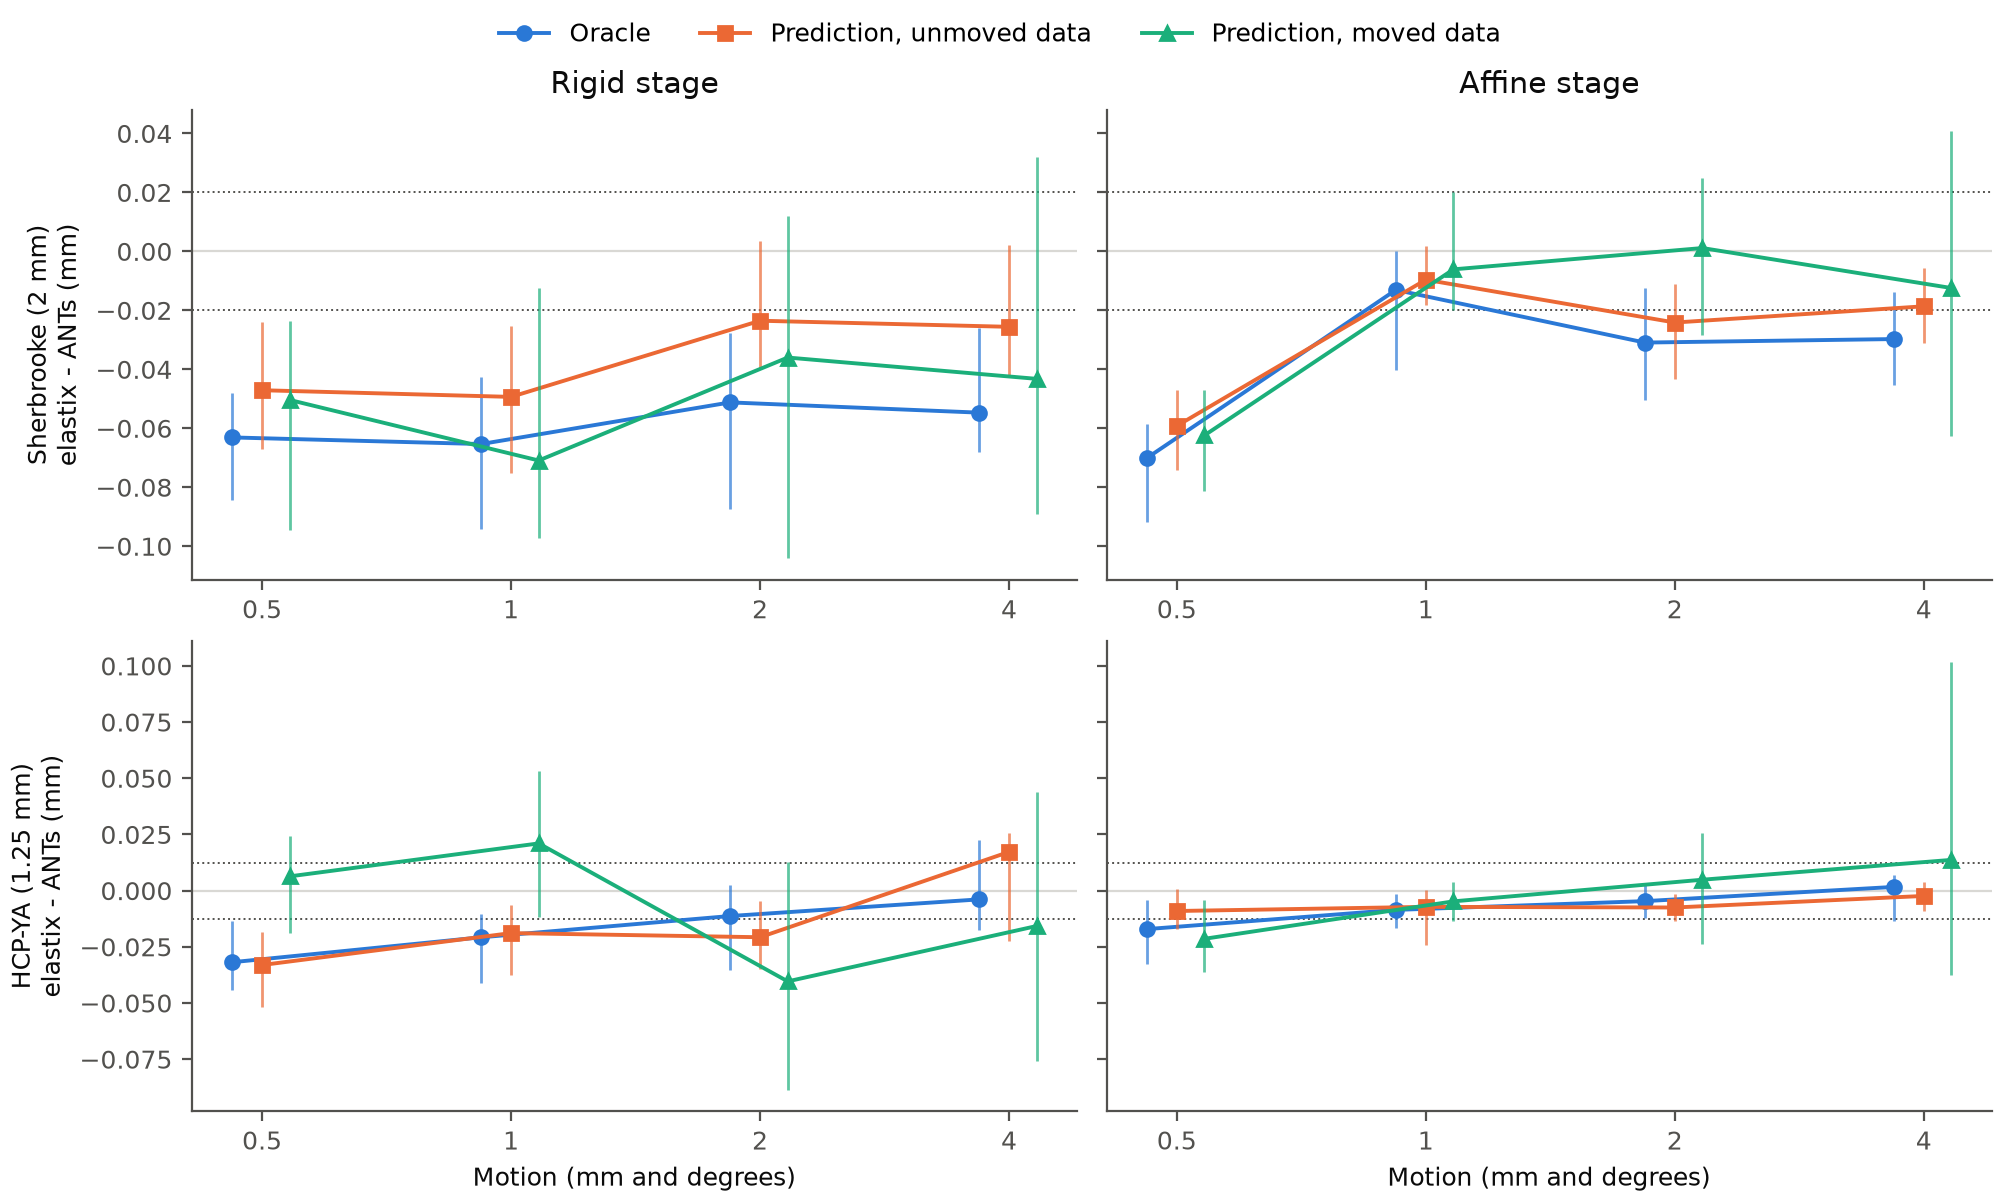 Oracle
Prediction, unmoved data
Prediction, moved data
Rigid stage
Affine stage
Sherbrooke (2 mm)
elastix - ANTs (mm)
0.04
0.02
0.00
−0.02
−0.04
−0.06
−0.08
−0.10
0.5 1 2 4
0.5 1 2 4
HCP-YA (1.25 mm)
elastix - ANTs (mm)
0.100
0.075
0.050
0.025
0.000
−0.025
−0.050
−0.075
0.5 1 2 4
0.5 1 2 4
Motion (mm and degrees)
Motion (mm and degrees)